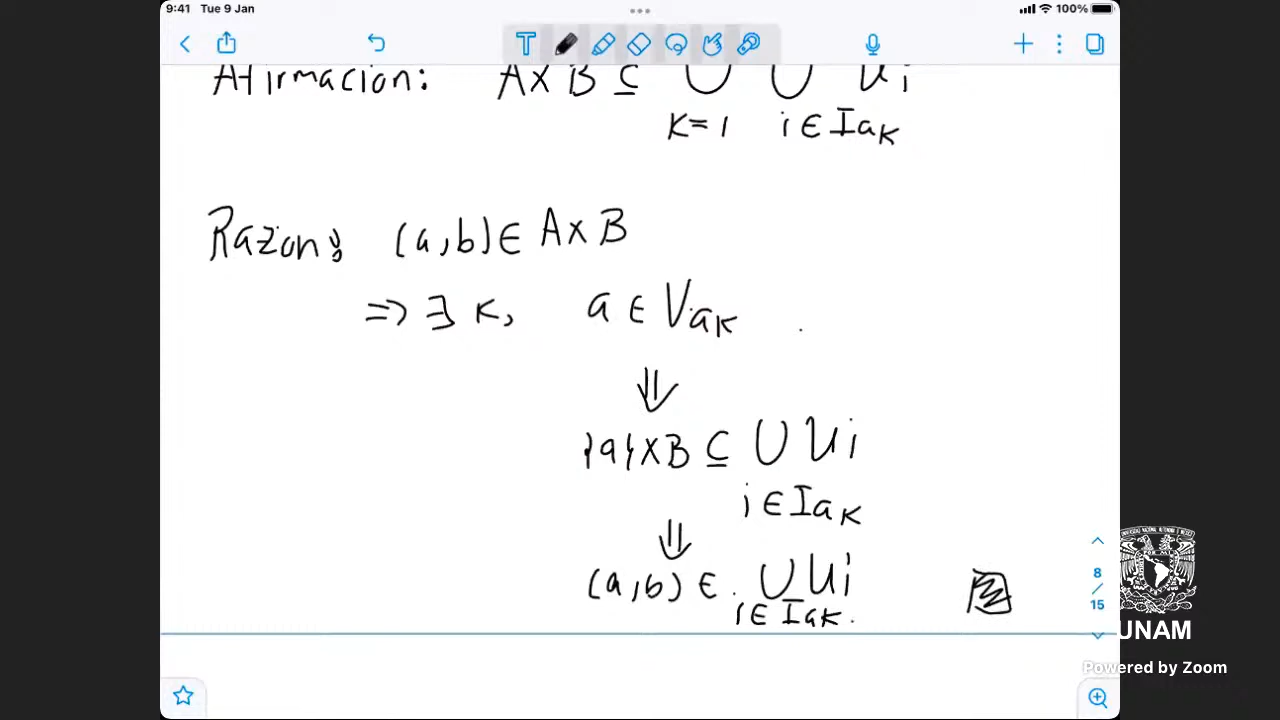 9:41 Tue 9 Jan
100%
Afirmación: A×B ⊆ ⋃ ⋃ Ui
K=1 i∈Iak
Razón: (a,b)∈A×B
⇒ ∃ K, a ∈ Vak
⇓
{a}×B ⊆ ⋃ Ui
i∈Iak
⇓
(a,b) ∈ ⋃ Ui
i∈Iak.
8
/
15
UNAM
Powered by Zoom